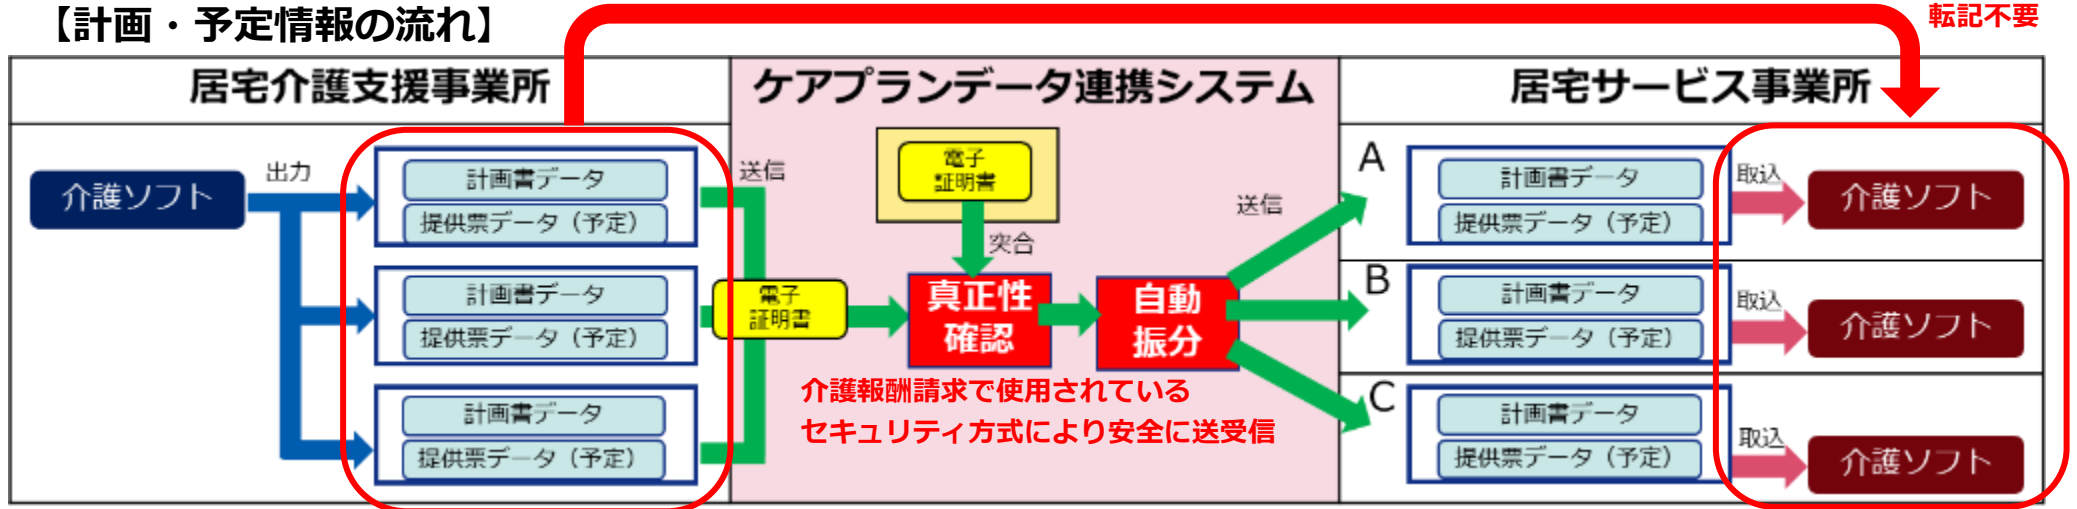 【計画・予定情報の流れ】
転記不要
居宅介護支援事業所
ケアプランデータ連携システム
居宅サービス事業所
介護ソフト
出力
計画書データ
提供票データ（予定）
計画書データ
提供票データ（予定）
計画書データ
提供票データ（予定）
送信
電子
証明書
電子
証明書
突合
真正性
確認
自動
振分
送信
介護報酬請求で使用されている
セキュリティ方式により安全に送受信
A
計画書データ
提供票データ（予定）
取込
介護ソフト
B
計画書データ
提供票データ（予定）
取込
介護ソフト
C
計画書データ
提供票データ（予定）
取込
介護ソフト